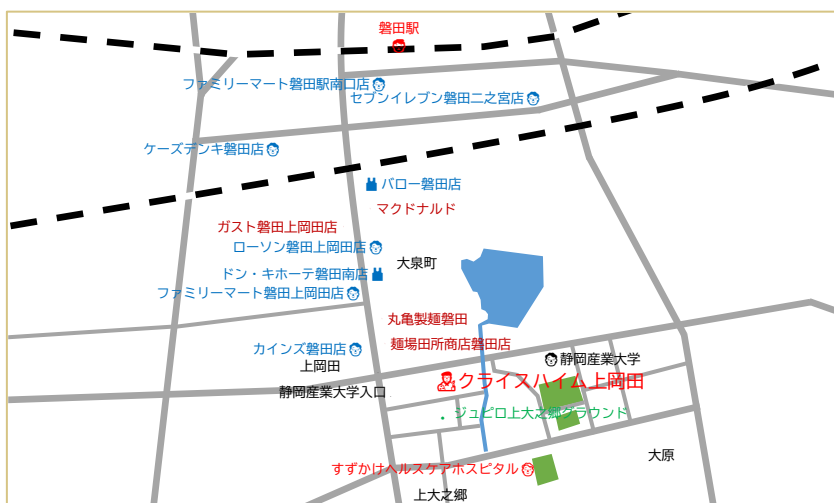 磐田駅
ファミリーマート磐田駅南口店
セブンイレブン磐田二之宮店
ケーズデンキ磐田店
バロー磐田店
マクドナルド
ガスト磐田上岡田店
ローソン磐田上岡田店
大泉町
ドン・キホーテ磐田南店
ファミリーマート磐田上岡田店
丸亀製麺磐田
麺場田所商店磐田店
カインズ磐田店
静岡産業大学
上岡田
クライスハイム上岡田
静岡産業大学入口
ジュビロ上大之郷グラウンド
大原
すずかけヘルスケアホスピタル
上大之郷